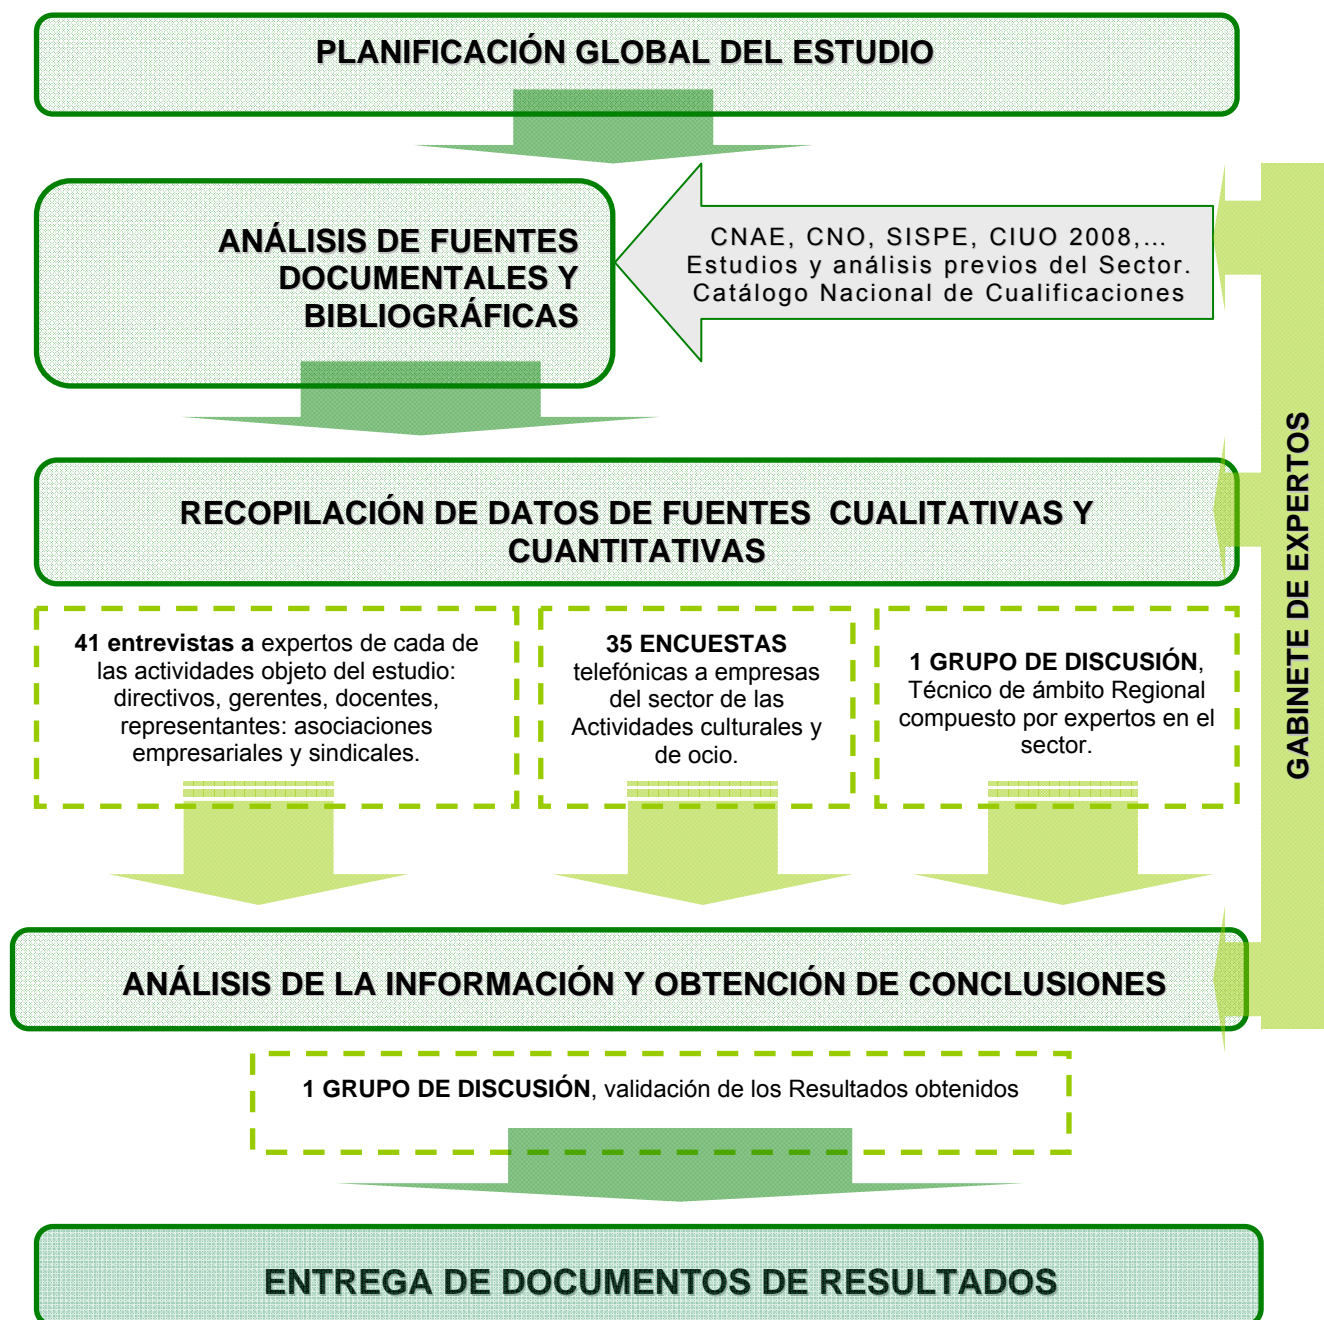 PLANIFICACIÓN GLOBAL DEL ESTUDIO
ANÁLISIS DE FUENTES
DOCUMENTALES Y
BIBLIOGRÁFICAS
CNAE, CNO, SISPE, CIUO 2008,...
Estudios y análisis previos del Sector.
Catálogo Nacional de Cualificaciones
GABINETE DE EXPERTOS
RECOPILACIÓN DE DATOS DE FUENTES CUALITATIVAS Y
CUANTITATIVAS
41 entrevistas a expertos de cada de
las actividades objeto del estudio:
directivos, gerentes, docentes,
representantes: asociaciones
empresariales y sindicales.
35 ENCUESTAS
telefónicas a empresas
del sector de las
Actividades culturales y
de ocio.
1 GRUPO DE DISCUSIÓN,
Técnico de ámbito Regional
compuesto por expertos en el
sector.
ANÁLISIS DE LA INFORMACIÓN Y OBTENCIÓN DE CONCLUSIONES
1 GRUPO DE DISCUSIÓN, validación de los Resultados obtenidos
ENTREGA DE DOCUMENTOS DE RESULTADOS